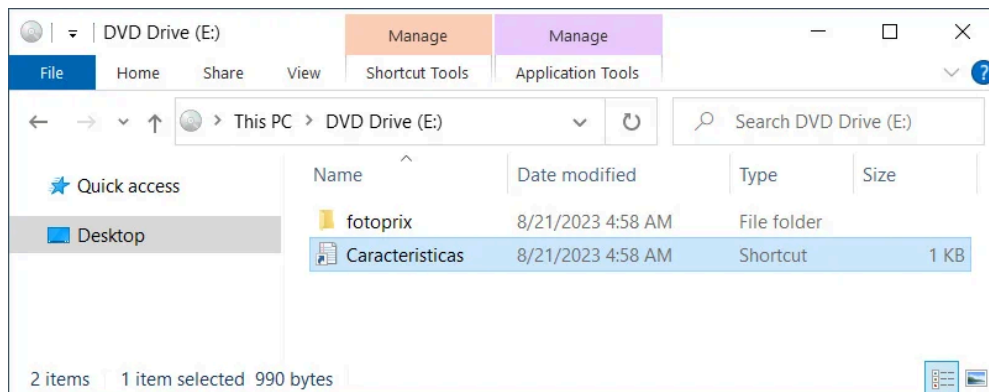 DVD Drive (E:) Manage Manage
File Home Share View Shortcut Tools Application Tools ?
This PC > DVD Drive (E:) Search DVD Drive (E:)
Quick access
Desktop
Name Date modified Type Size
fotoprix 8/21/2023 4:58 AM File folder
Caracteristicas 8/21/2023 4:58 AM Shortcut 1 KB
2 items 1 item selected 990 bytes